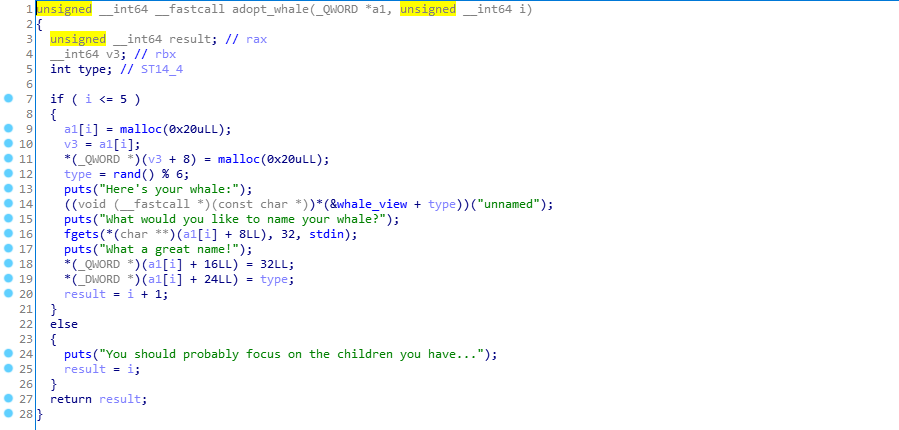 1 unsigned __int64 __fastcall adopt_whale(_QWORD *a1, unsigned __int64 i)
2 {
3 unsigned __int64 result; // rax
4 __int64 v3; // rbx
5 int type; // ST14_4
6
7 if ( i <= 5 )
8 {
9 a1[i] = malloc(0x20uLL);
10 v3 = a1[i];
11 *(_QWORD *)(v3 + 8) = malloc(0x20uLL);
12 type = rand() % 6;
13 puts("Here's your whale:");
14 ((void (__fastcall *)(const char *))*(&whale_view + type))("unnamed");
15 puts("What would you like to name your whale?");
16 fgets(*(char **)(a1[i] + 8LL), 32, stdin);
17 puts("What a great name!");
18 *(_QWORD *)(a1[i] + 16LL) = 32LL;
19 *(_DWORD *)(a1[i] + 24LL) = type;
20 result = i + 1;
21 }
22 else
23 {
24 puts("You should probably focus on the children you have...");
25 result = i;
26 }
27 return result;
28 }